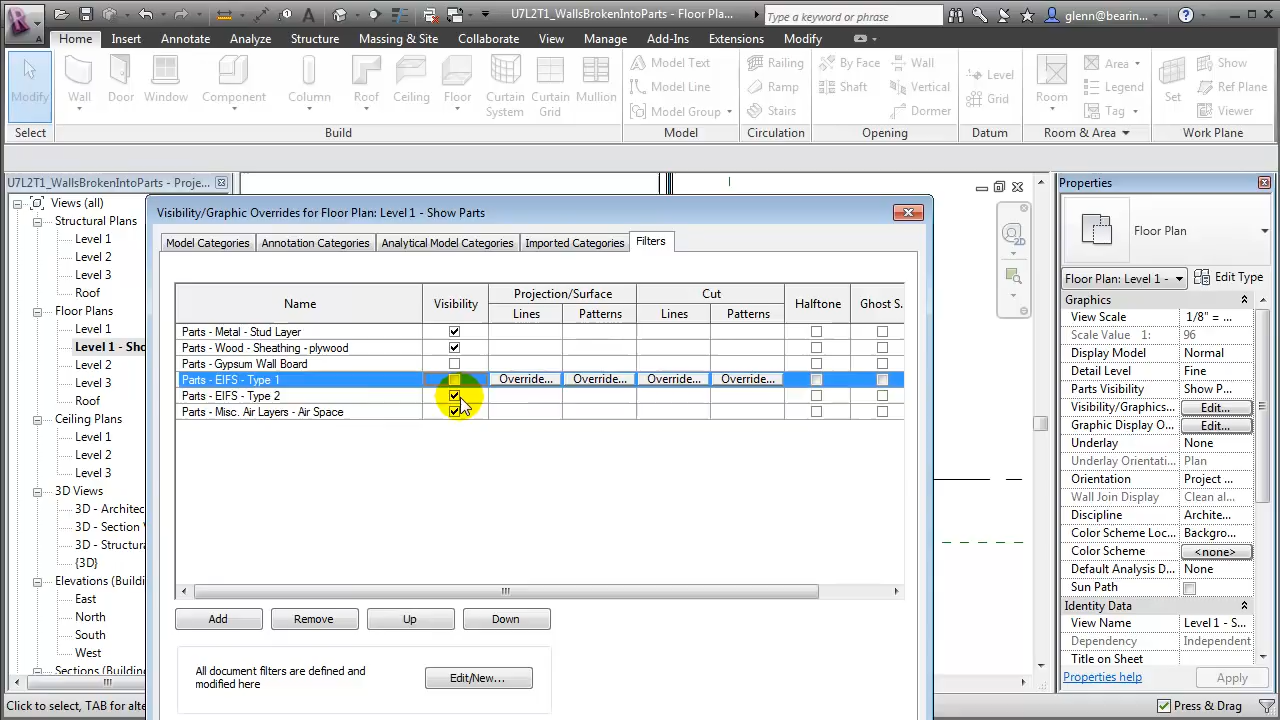 U7L2T1_WallsBrokenIntoParts - Floor Pla...
Type a keyword or phrase
glenn@bearin...
Home Insert Annotate Analyze Structure Massing & Site Collaborate View Manage Add-Ins Extensions Modify
Modify
Wall
Door
Window
Component
Column
Roof
Ceiling
Floor
Curtain System
Curtain Grid
Mullion
Model Text
Model Line
Model Group
Railing
Ramp
Stairs
By Face
Shaft
Wall
Vertical
Dormer
Level
Grid
Room
Area
Legend
Tag
Set
Show
Ref Plane
Viewer
Select Build Model Circulation Opening Datum Room & Area Work Plane
U7L2T1_WallsBrokenIntoParts - Proje...
Views (all)
Structural Plans
Level 1
Level 2
Level 3
Roof
Floor Plans
Level 1
Level 1 - Sho
Level 2
Level 3
Roof
Ceiling Plans
Level 1
Level 2
Level 3
3D Views
3D - Architec
3D - Section \
3D - Structura
{3D}
Elevations (Buildin
East
North
South
West
Sections (Building
Visibility/Graphic Overrides for Floor Plan: Level 1 - Show Parts
Model Categories Annotation Categories Analytical Model Categories Imported Categories Filters
Name Visibility Projection/Surface Cut Halftone Ghost S.
Lines Patterns Lines Patterns
Parts - Metal - Stud Layer
Parts - Wood - Sheathing - plywood
Parts - Gypsum Wall Board
Parts - EIFS - Type 1 Override... Override... Override... Override...
Parts - EIFS - Type 2
Parts - Misc. Air Layers - Air Space
Add Remove Up Down
All document filters are defined and
modified here
Edit/New...
2D
Properties
Floor Plan
Floor Plan: Level 1 - Edit Type
Graphics
View Scale 1/8" = ...
Scale Value 1: 96
Display Model Normal
Detail Level Fine
Parts Visibility Show P...
Visibility/Graphics... Edit...
Graphic Display O... Edit...
Underlay None
Underlay Orientati... Plan
Orientation Project ...
Wall Join Display Clean al...
Discipline Archite...
Color Scheme Loc... Backgro...
Color Scheme <none>
Default Analysis D... None
Sun Path
Identity Data
View Name Level 1 - S...
Dependency Independent
Title on Sheet
Properties help
Apply
Click to select, TAB for alte
Press & Drag
:0